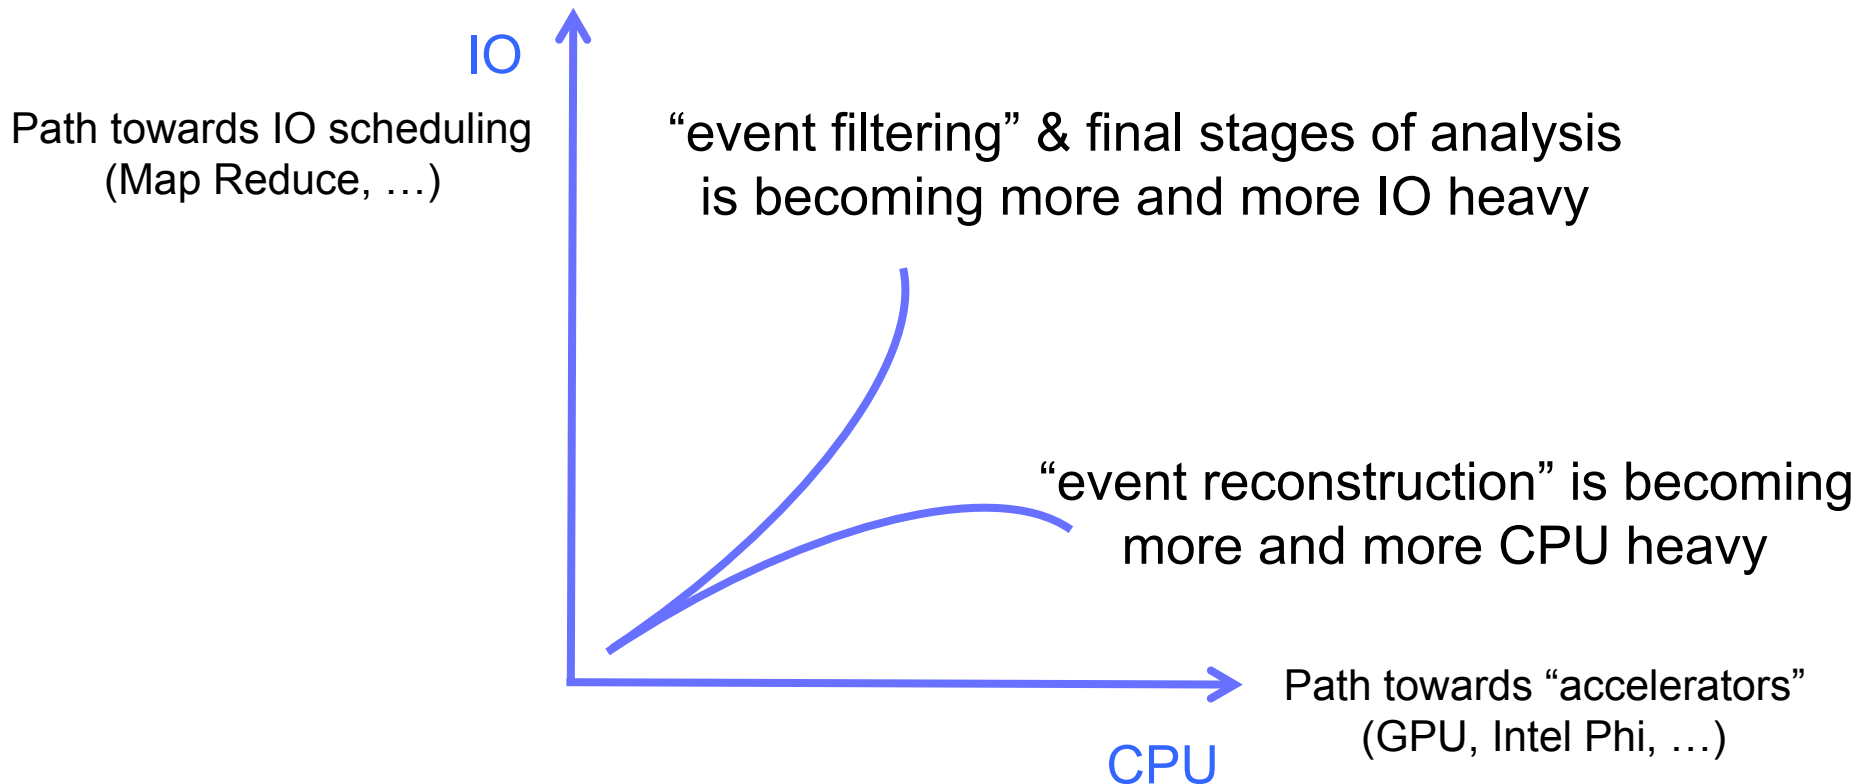 IO
Path towards IO scheduling
(Map Reduce, …)
“event filtering” & final stages of analysis
is becoming more and more IO heavy
“event reconstruction” is becoming
more and more CPU heavy
Path towards “accelerators”
(GPU, Intel Phi, …)
CPU